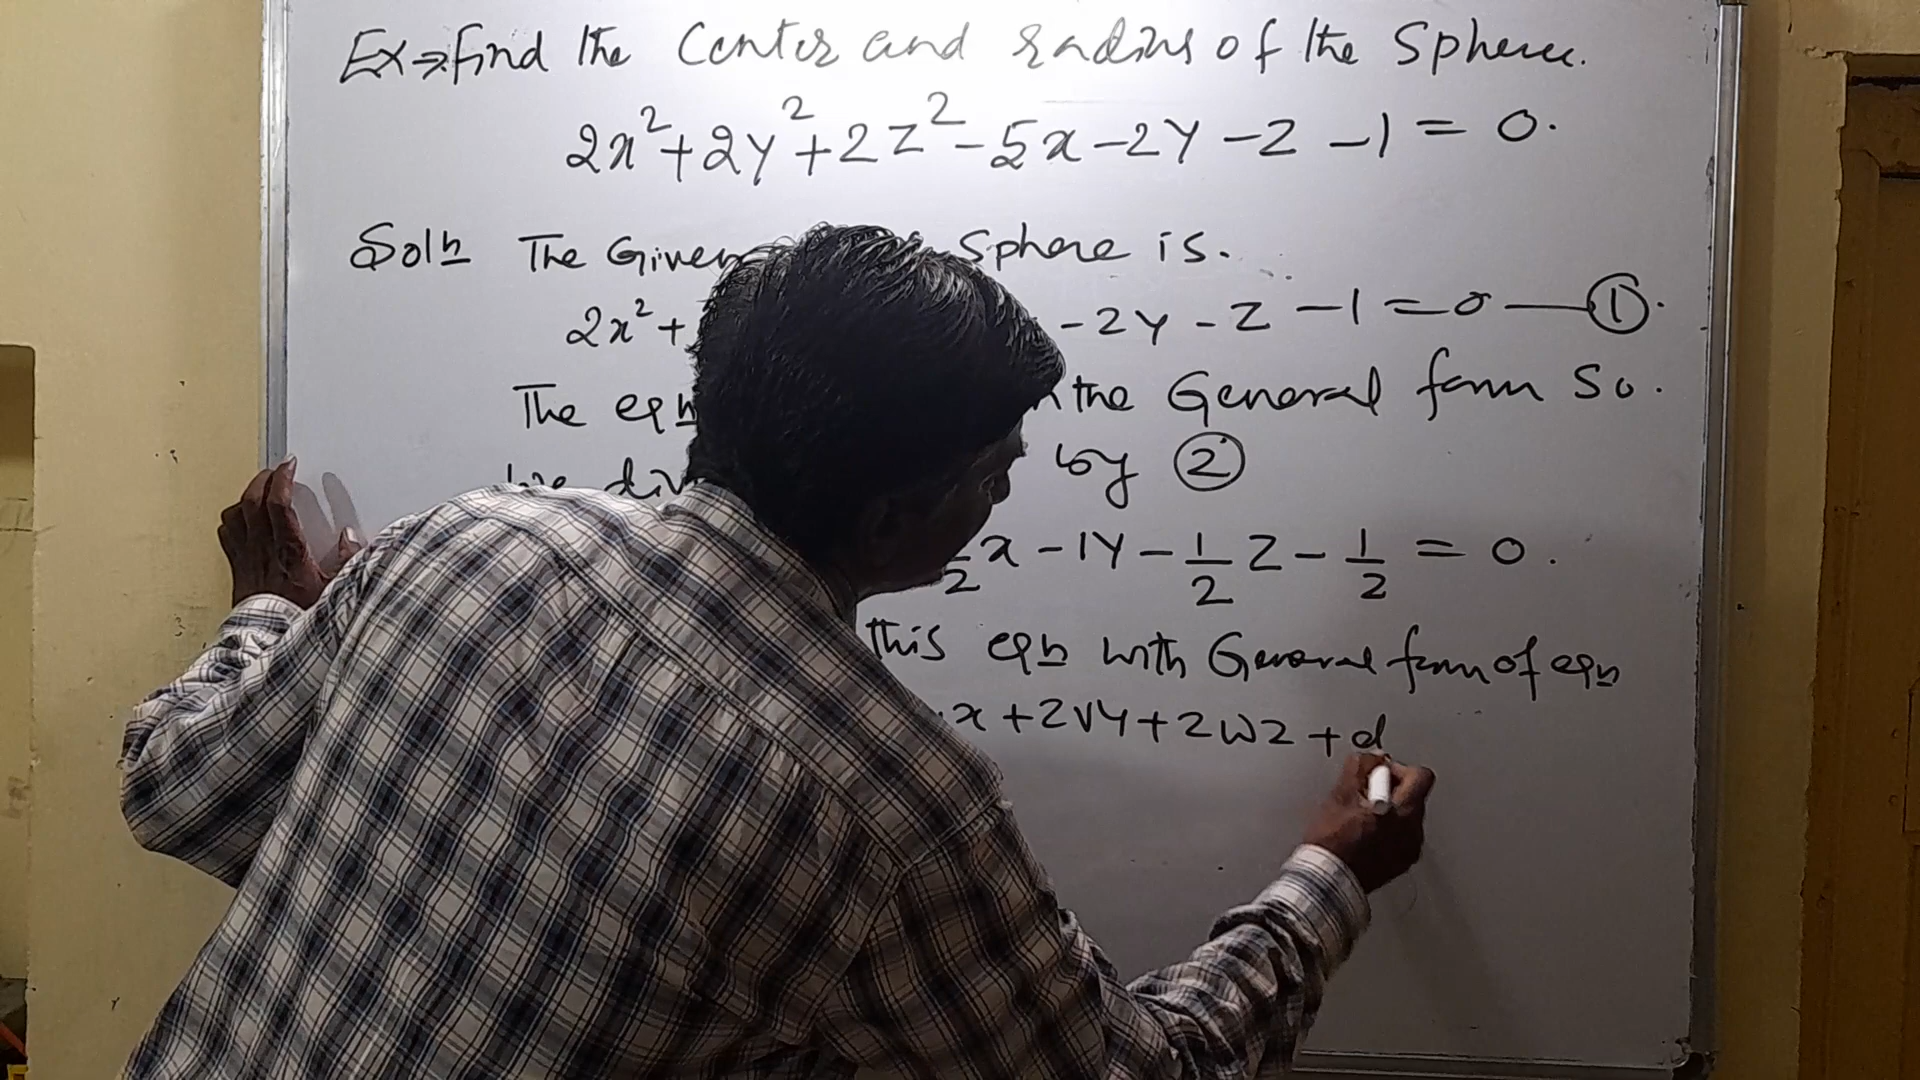 Ex⇒ Find the Center and radius of the Sphere.
2x²+2y²+2z²-5x-2y-z-1=0.
Solⁿ The Given Sphere is.
2x²+ -2y-z-1=0 — ①.
The eqⁿ the General form So.
we by ②
2 x-1y-1/2 z-1/2=0.
this eqⁿ with General form of eqⁿ
x+2vy+2wz+d